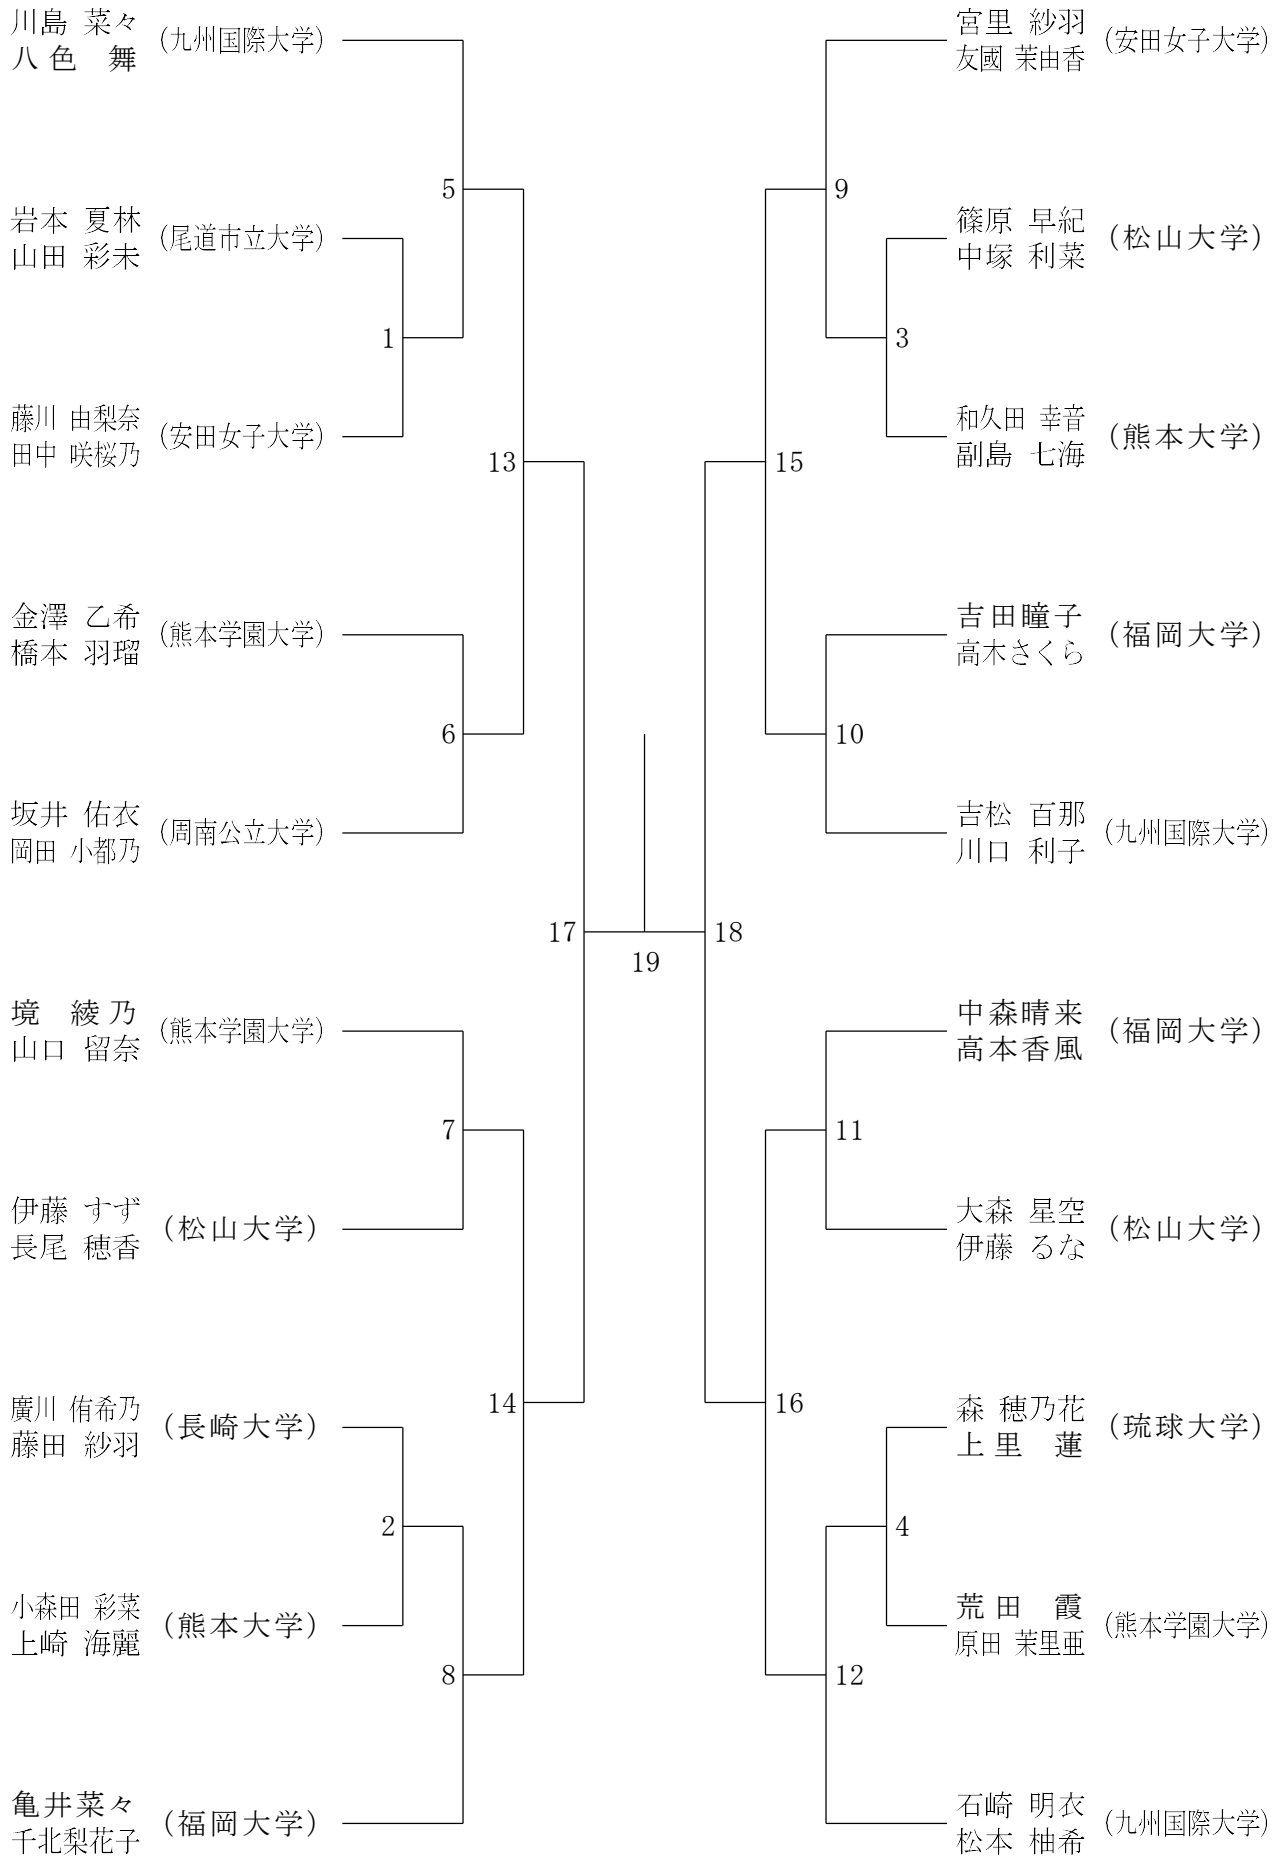 川島 菜々
八色 舞
(九州国際大学)
5
岩本 夏林
山田 彩未
(尾道市立大学)
1
藤川 由梨奈
田中 咲桜乃
(安田女子大学)
13
金澤 乙希
橋本 羽瑠
(熊本学園大学)
6
坂井 佑衣
岡田 小都乃
(周南公立大学)
17
境 綾乃
山口 留奈
(熊本学園大学)
7
伊藤 すず
長尾 穂香
(松山大学)
14
廣川 侑希乃
藤田 紗羽
(長崎大学)
2
小森田 彩菜
上崎 海麗
(熊本大学)
8
亀井菜々
千北梨花子
(福岡大学)
19
宮里 紗羽
友國 茉由香
(安田女子大学)
9
篠原 早紀
中塚 利菜
(松山大学)
3
和久田 幸音
副島 七海
(熊本大学)
15
吉田瞳子
高木さくら
(福岡大学)
10
吉松 百那
川口 利子
(九州国際大学)
18
中森晴来
高本香風
(福岡大学)
11
大森 星空
伊藤 るな
(松山大学)
16
森 穂乃花
上里 蓮
(琉球大学)
4
荒田 霞
原田 茉里亜
(熊本学園大学)
12
石崎 明衣
松本 柚希
(九州国際大学)